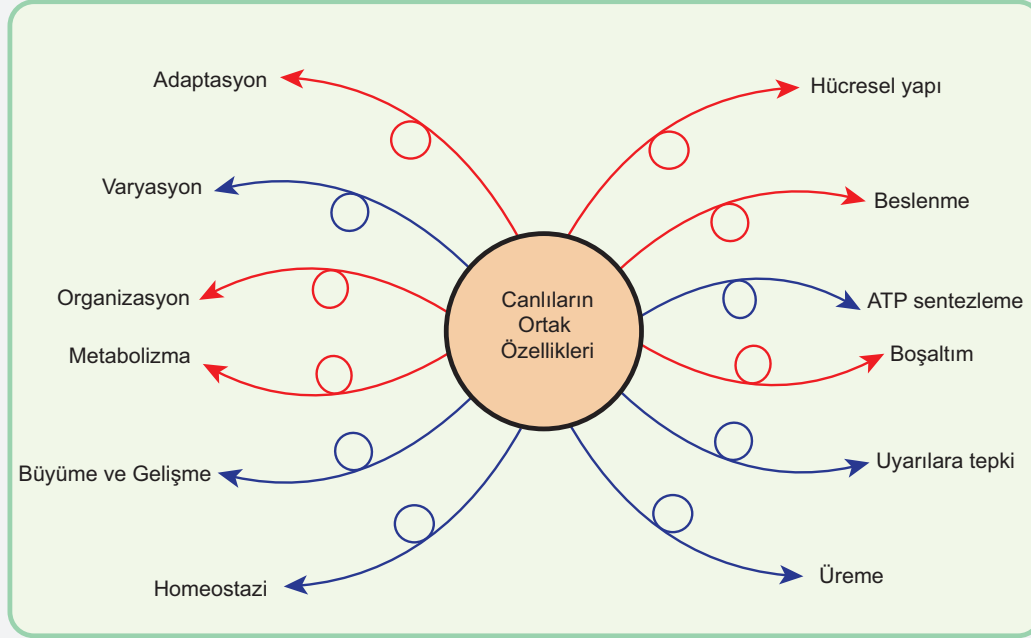 Adaptasyon
Hücresel yapı
Varyasyon
Beslenme
Organizasyon
Canlıların
Ortak
Özellikleri
ATP sentezleme
Metabolizma
Boşaltım
Büyüme ve Gelişme
Uyarılara tepki
Homeostazi
Üreme